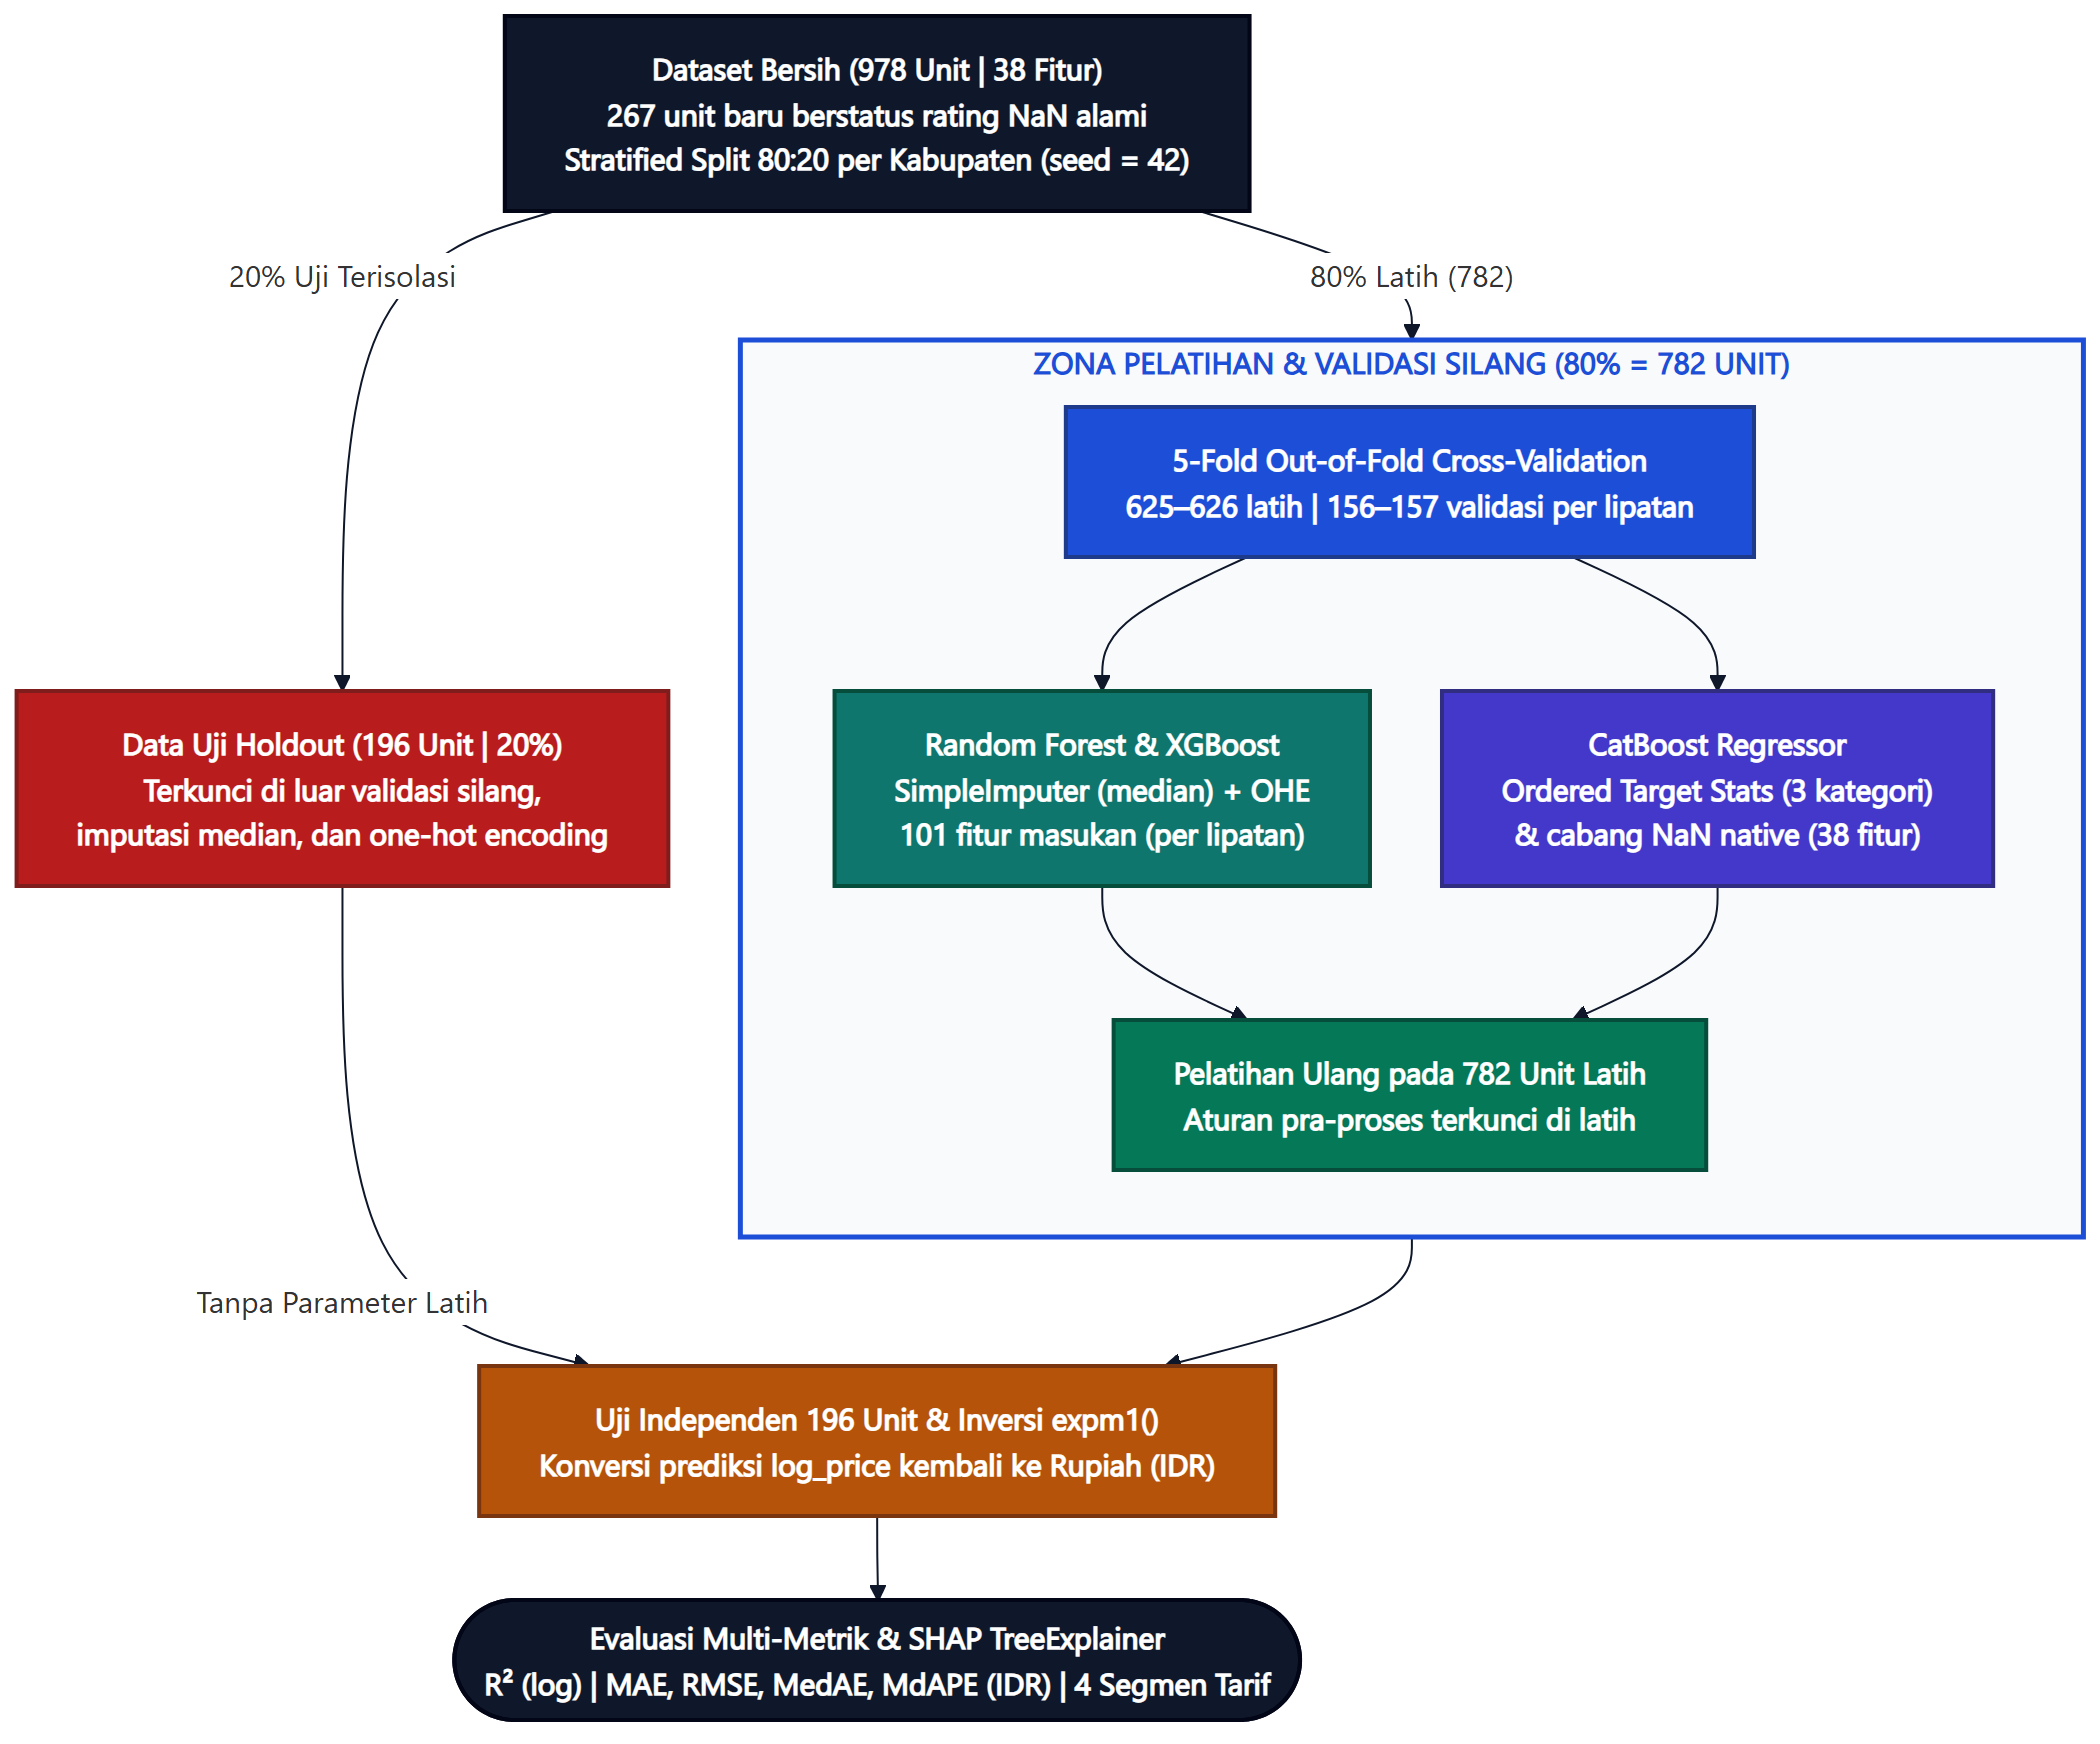 Dataset Bersih (978 Unit | 38 Fitur)
267 unit baru berstatus rating NaN alami
Stratified Split 80:20 per Kabupaten (seed = 42)
20% Uji Terisolasi
80% Latih (782)
ZONA PELATIHAN & VALIDASI SILANG (80% = 782 UNIT)
5-Fold Out-of-Fold Cross-Validation
625–626 latih | 156–157 validasi per lipatan
Data Uji Holdout (196 Unit | 20%)
Terkunci di luar validasi silang,
imputasi median, dan one-hot encoding
Random Forest & XGBoost
SimpleImputer (median) + OHE
101 fitur masukan (per lipatan)
CatBoost Regressor
Ordered Target Stats (3 kategori)
& cabang NaN native (38 fitur)
Pelatihan Ulang pada 782 Unit Latih
Aturan pra-proses terkunci di latih
Tanpa Parameter Latih
Uji Independen 196 Unit & Inversi expm1()
Konversi prediksi log_price kembali ke Rupiah (IDR)
Evaluasi Multi-Metrik & SHAP TreeExplainer
R² (log) | MAE, RMSE, MedAE, MdAPE (IDR) | 4 Segmen Tarif